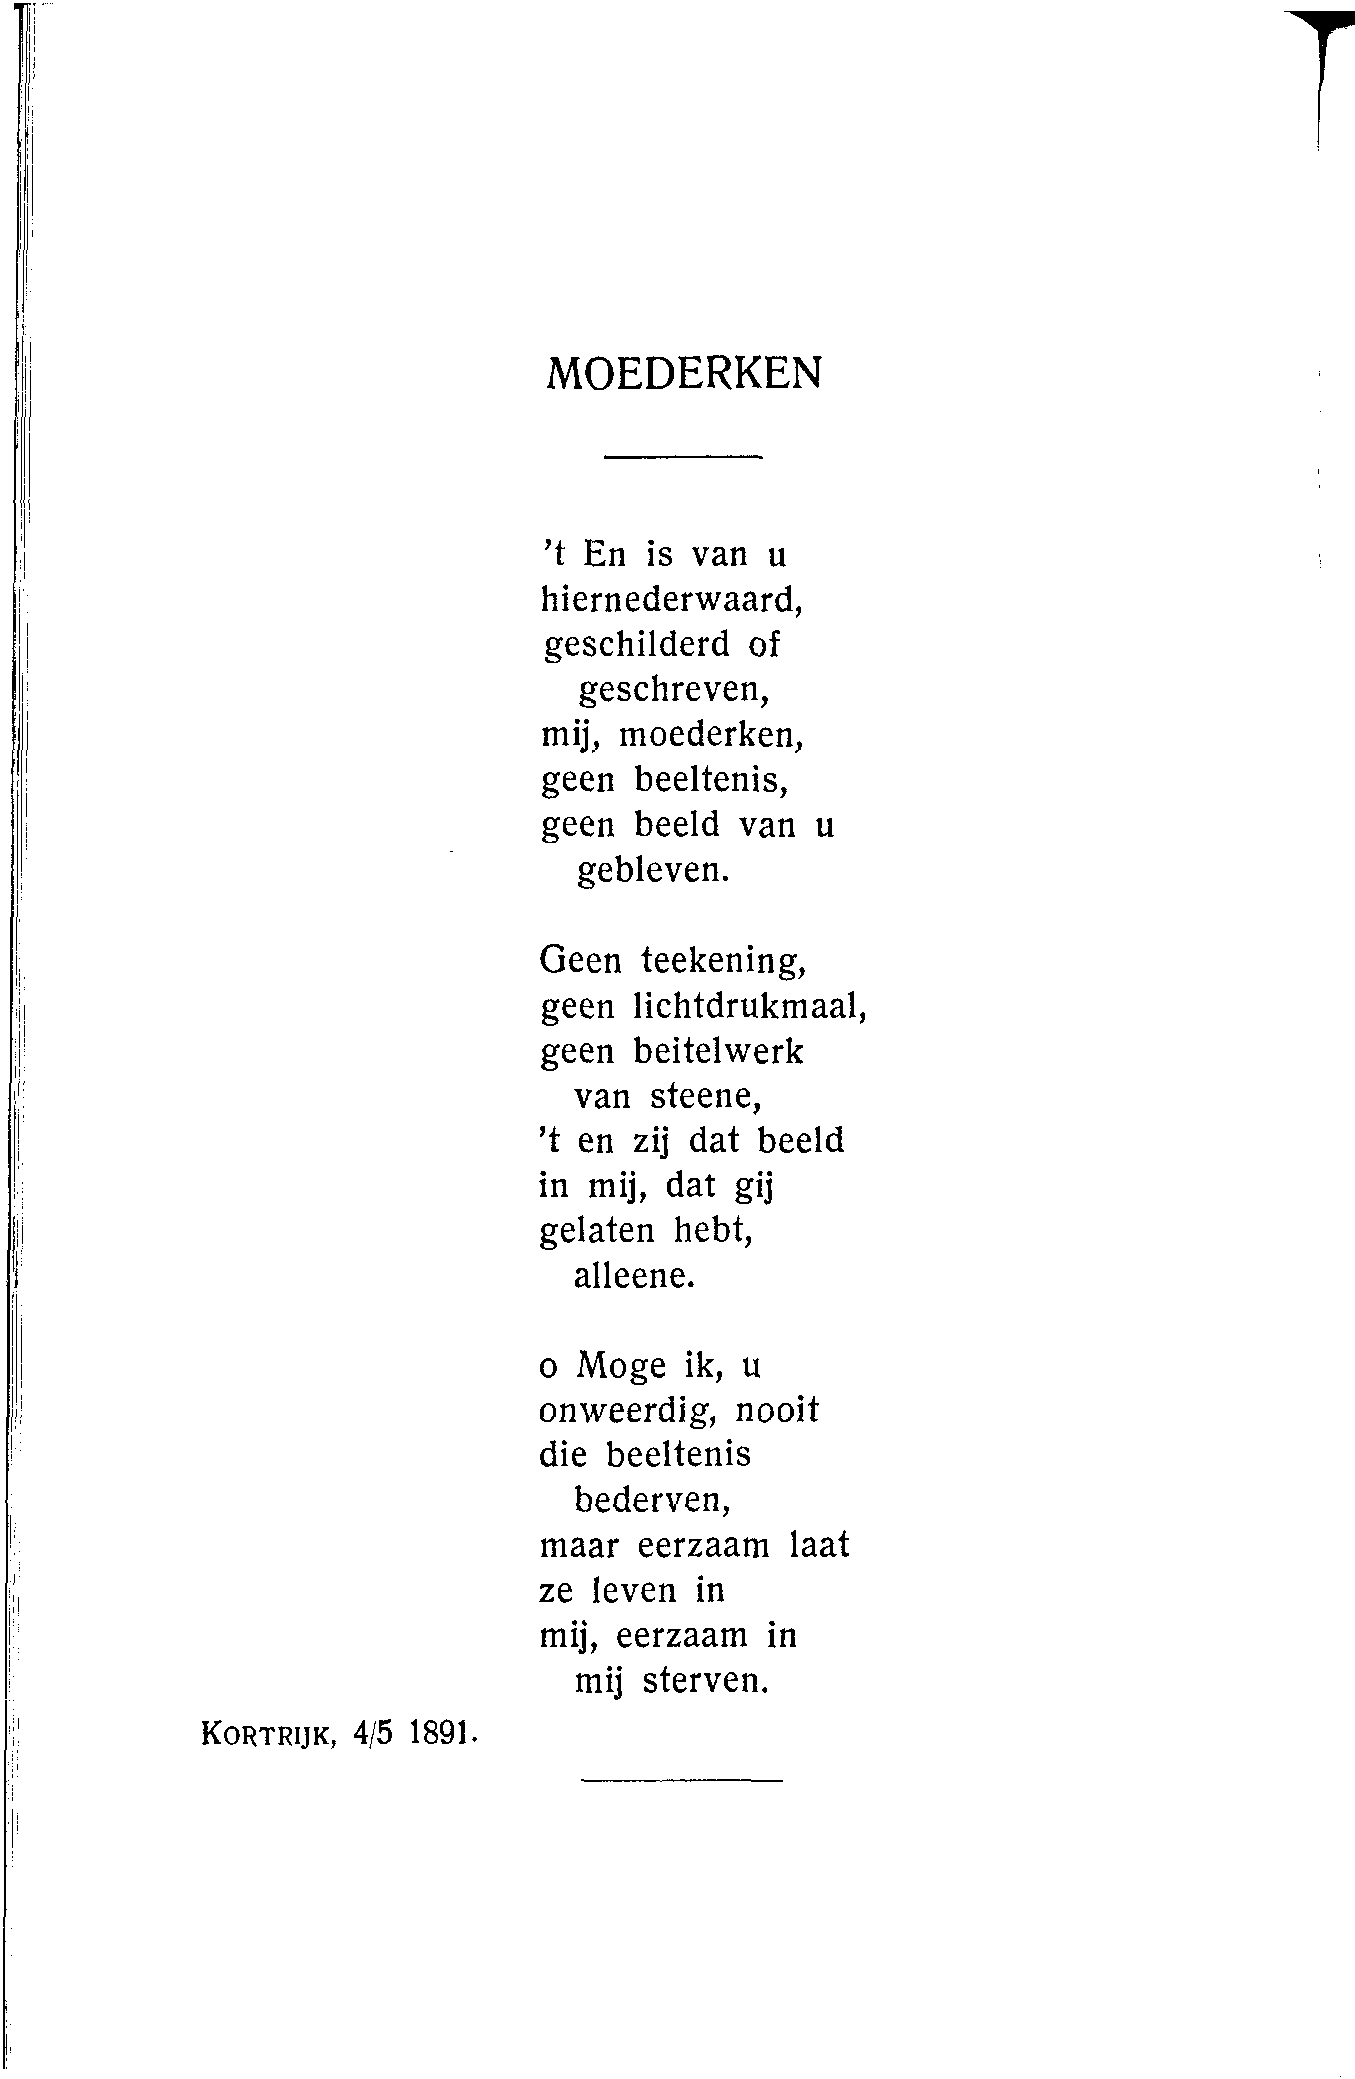 MOEDERKEN
't En is van u
hiernederwaard,
geschilderd of
geschreven,
mij, moederken,
geen beeltenis,
geen beeld van u
gebleven.
Geen teekening,
geen lichtdrukmaal,
geen beitelwerk
van steene,
't en zij dat beeld
in mij, dat gij
gelaten hebt,
alleene.
o Moge ik, u
onweerdig, nooit
die beeltenis
bederven,
maar eerzaam laat
ze leven in
mij, eerzaam in
mij sterven.
KORTRIJK, 4/5 1891.